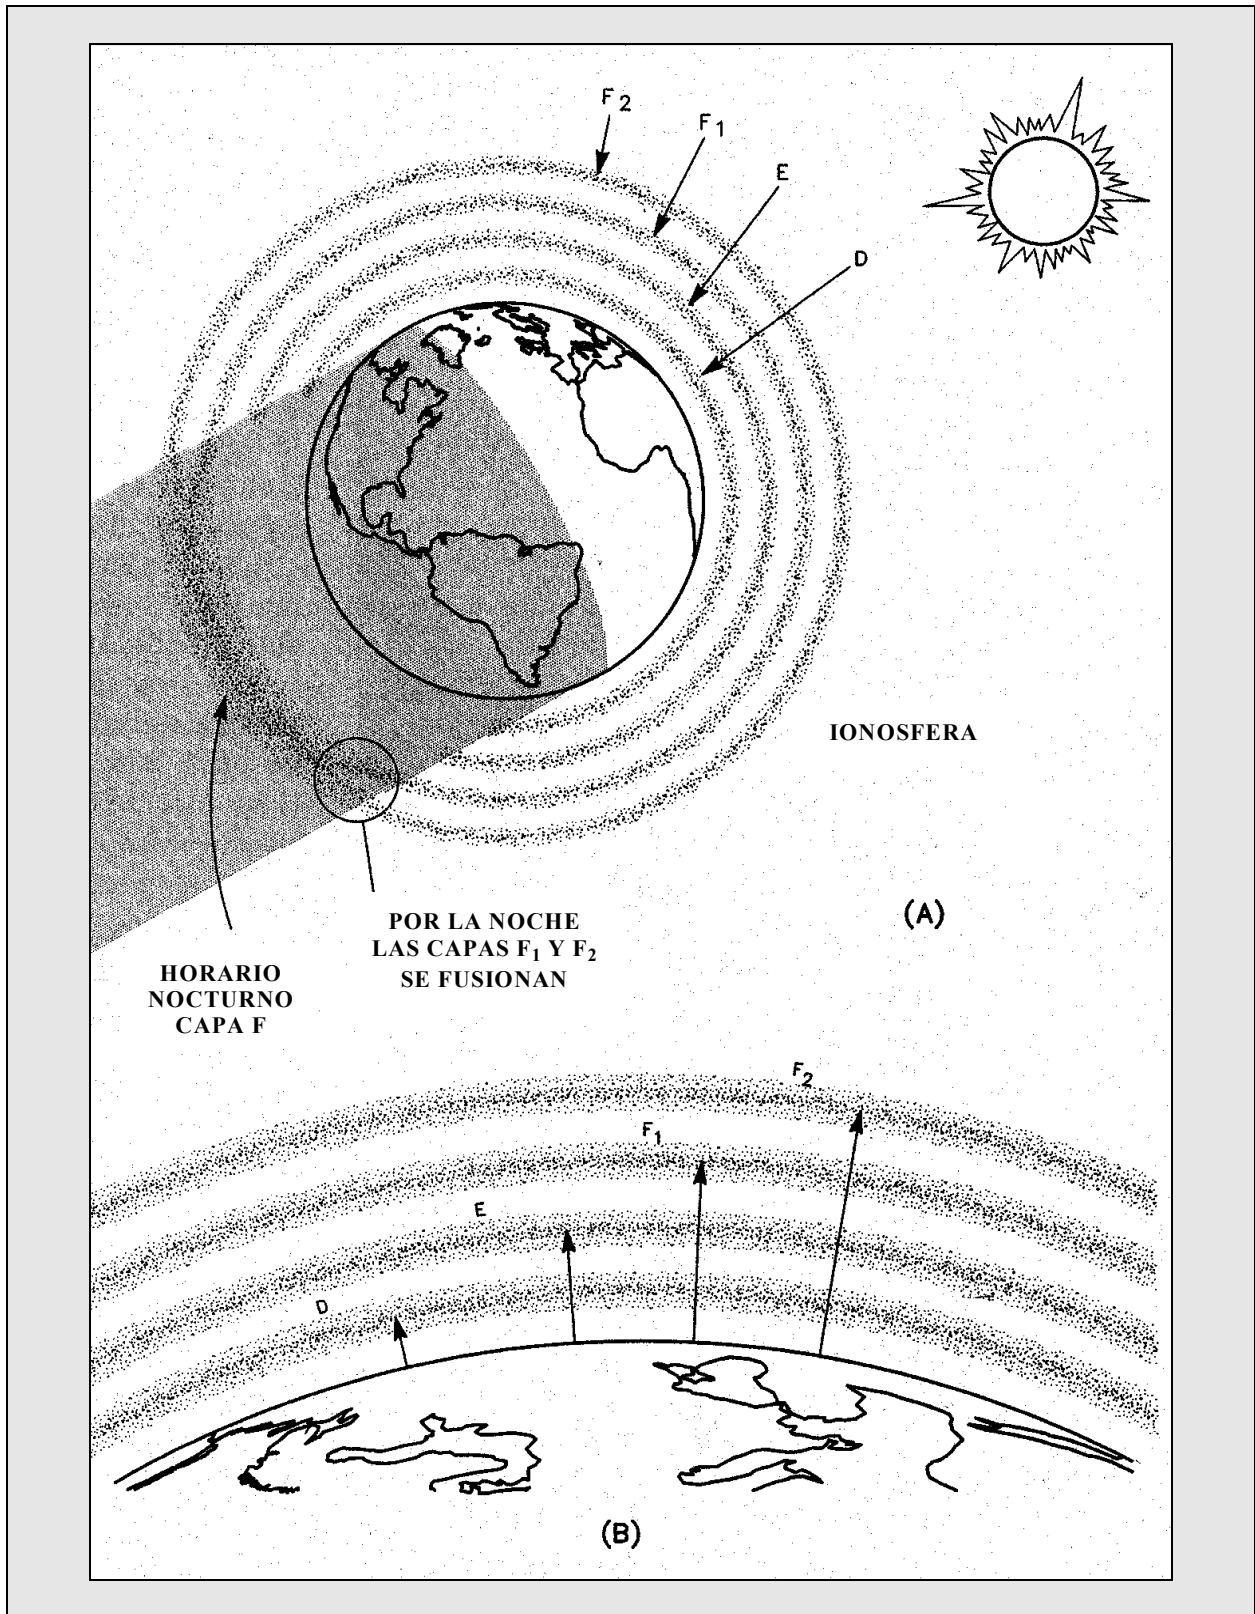 F2
F1
E
D
IONOSFERA
(A)
POR LA NOCHE
LAS CAPAS F1 Y F2
SE FUSIONAN
HORARIO
NOCTURNO
CAPA F
F2
F1
E
D
(B)